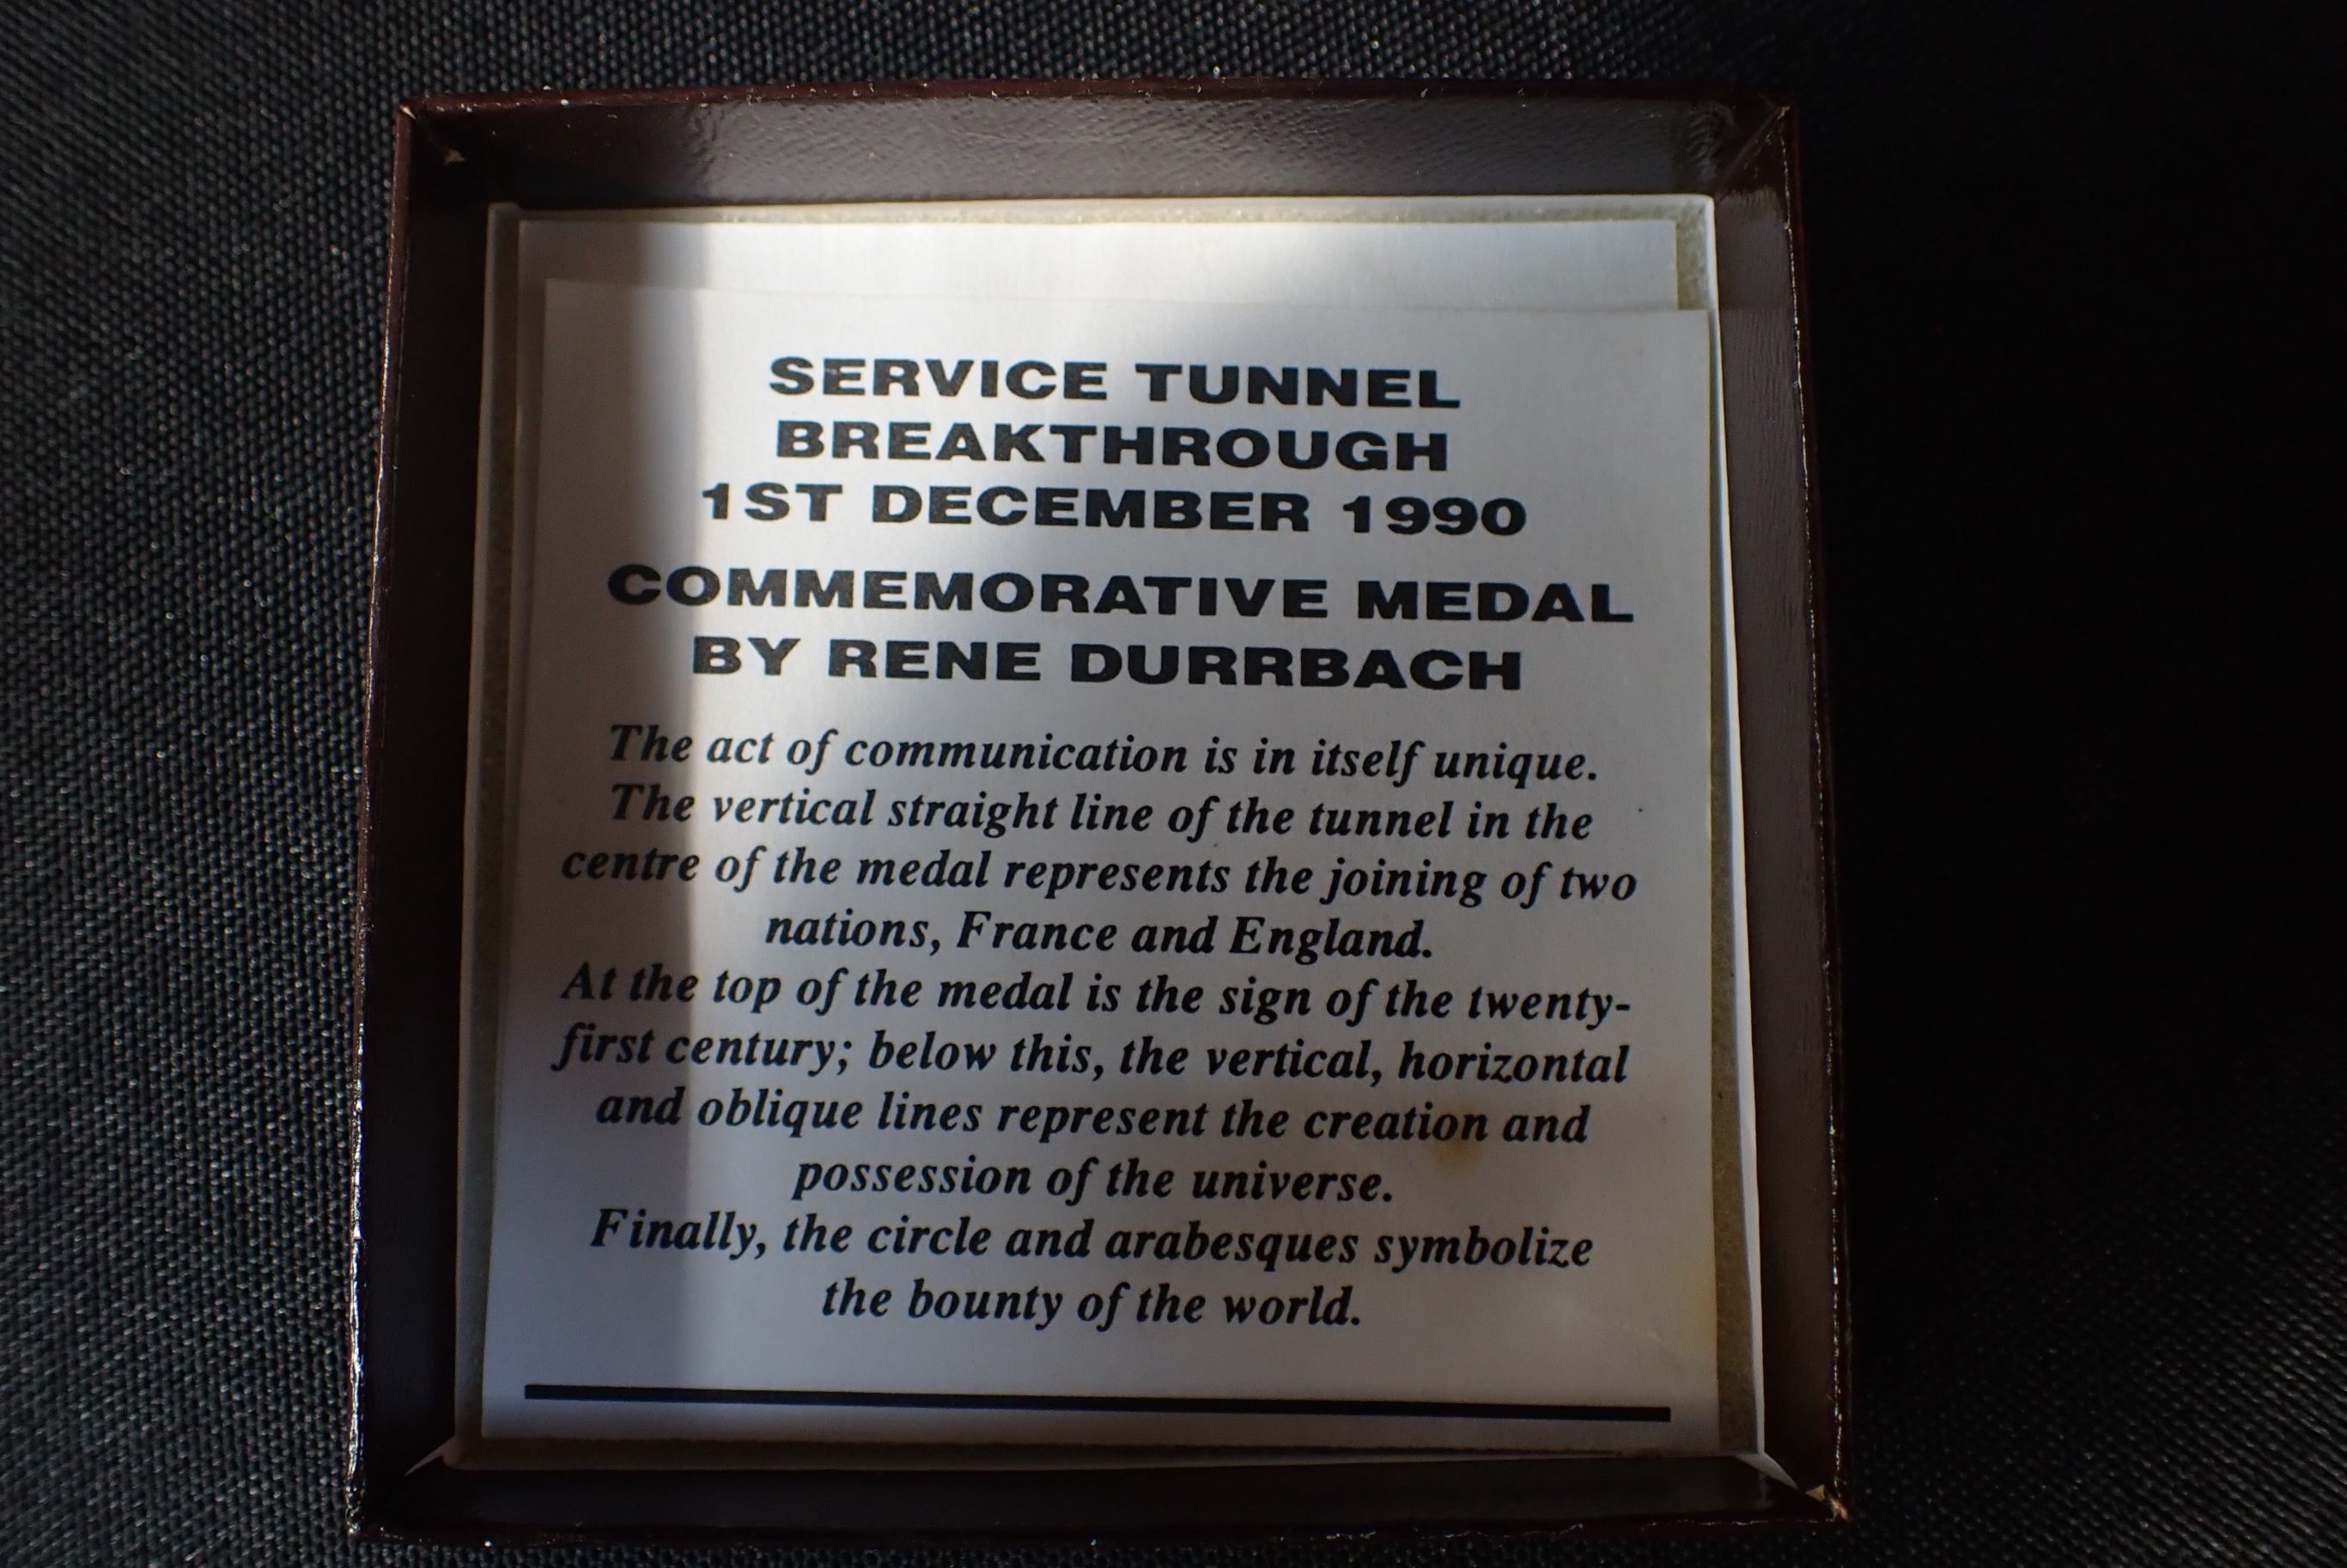 SERVICE TUNNEL
BREAKTHROUGH
1ST DECEMBER 1990
COMMEMORATIVE MEDAL
BY RENE DURRBACH
The act of communication is in itself unique.
The vertical straight line of the tunnel in the
centre of the medal represents the joining of two
nations, France and England.
At the top of the medal is the sign of the twenty-
first century; below this, the vertical, horizontal
and oblique lines represent the creation and
possession of the universe.
Finally, the circle and arabesques symbolize
the bounty of the world.